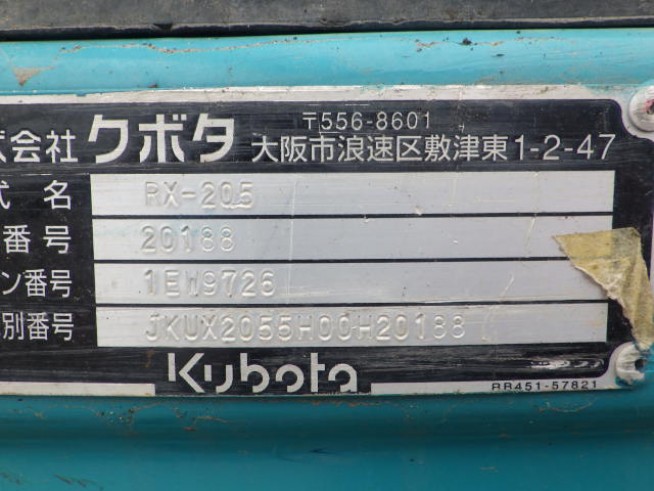 式会社 クボタ 〒556-8601
大阪市浪速区敷津東1-2-47
式名 RX-205
番号 20188
ン番号 1EW9726
別番号 JKUX2055H00H20188
Kubota
RB451-57821